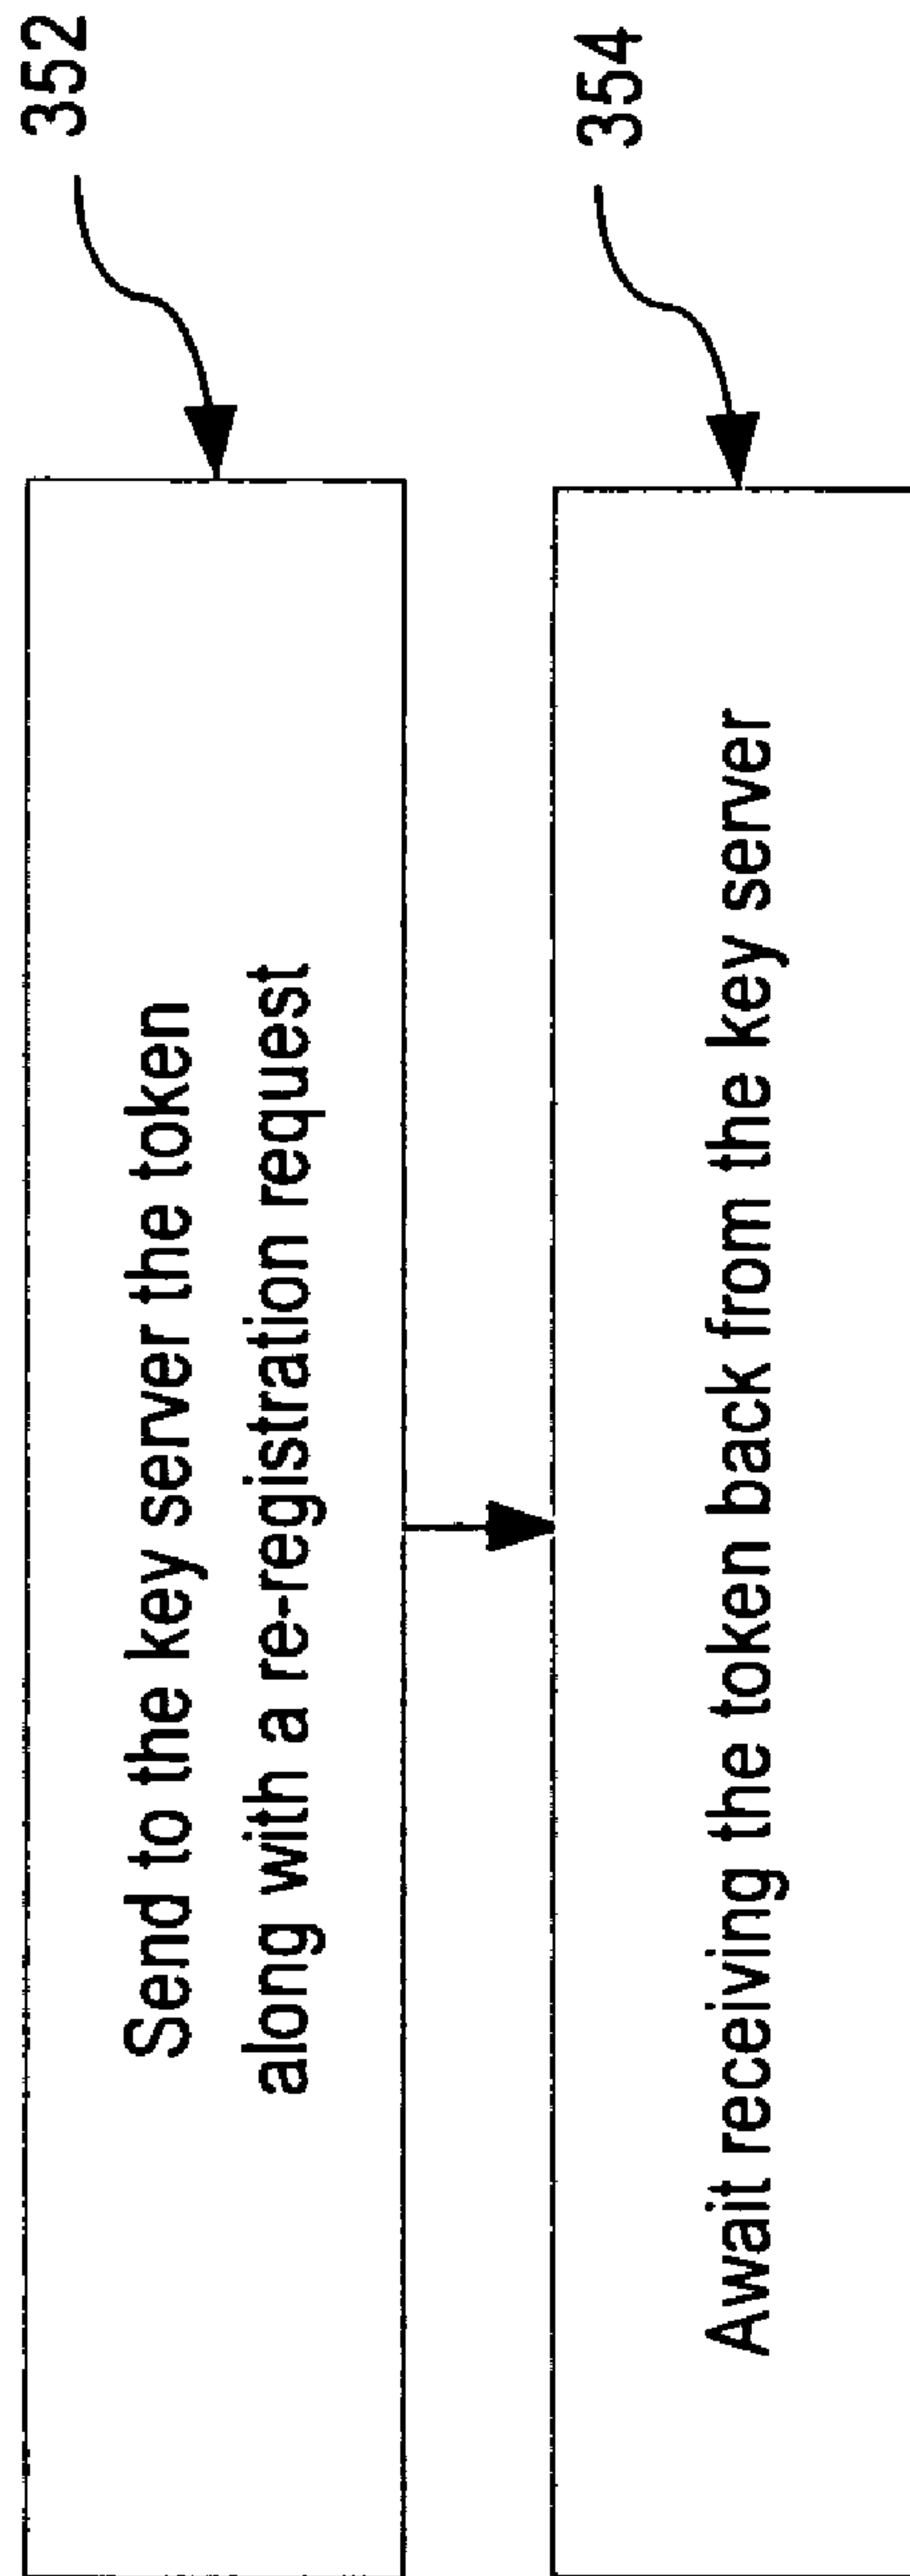 Send to the key server the token
along with a re-registration request
352
Await receiving the token back from the key server
354